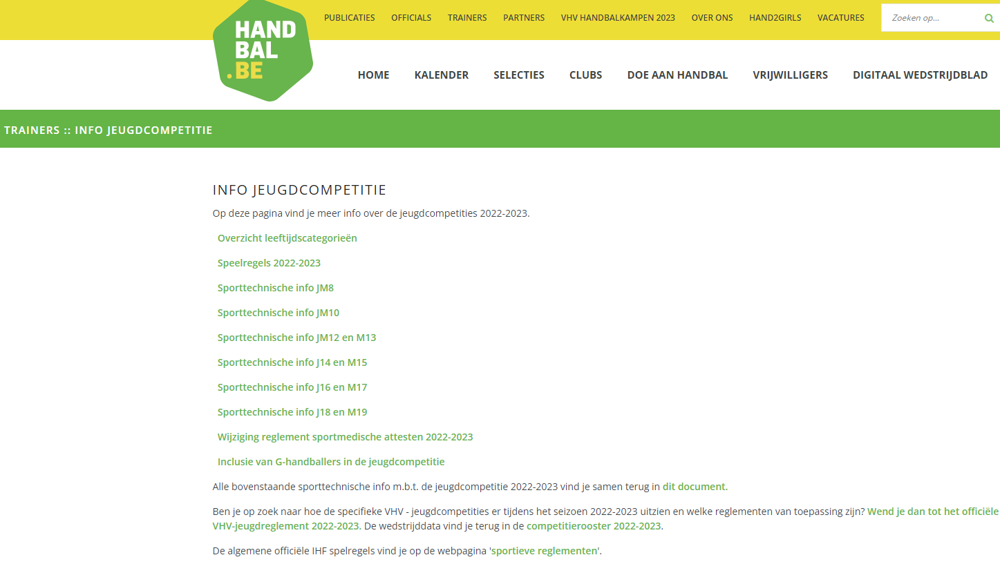 PUBLICATIES OFFICIALS TRAINERS PARTNERS VHV HANDBALKAMPEN 2023 OVER ONS HAND2GIRLS VACATURES Zoeken op...
HAND
BAL
.BE
HOME KALENDER SELECTIES CLUBS DOE AAN HANDBAL VRIJWILLIGERS DIGITAAL WEDSTRIJDBLAD
TRAINERS :: INFO JEUGDCOMPETITIE
INFO JEUGDCOMPETITIE
Op deze pagina vind je meer info over de jeugdcompetities 2022-2023.
Overzicht leeftijdscategorieën
Speelregels 2022-2023
Sporttechnische info JM8
Sporttechnische info JM10
Sporttechnische info JM12 en M13
Sporttechnische info J14 en M15
Sporttechnische info J16 en M17
Sporttechnische info J18 en M19
Wijziging reglement sportmedische attesten 2022-2023
Inclusie van G-handballers in de jeugdcompetitie
Alle bovenstaande sporttechnische info m.b.t. de jeugdcompetitie 2022-2023 vind je samen terug in dit document.
Ben je op zoek naar hoe de specifieke VHV - jeugdcompetities er tijdens het seizoen 2022-2023 uitzien en welke reglementen van toepassing zijn? Wend je dan tot het officiële
VHV-jeugdreglement 2022-2023. De wedstrijddata vind je terug in de competitierooster 2022-2023.
De algemene officiële IHF spelregels vind je op de webpagina 'sportieve reglementen'.